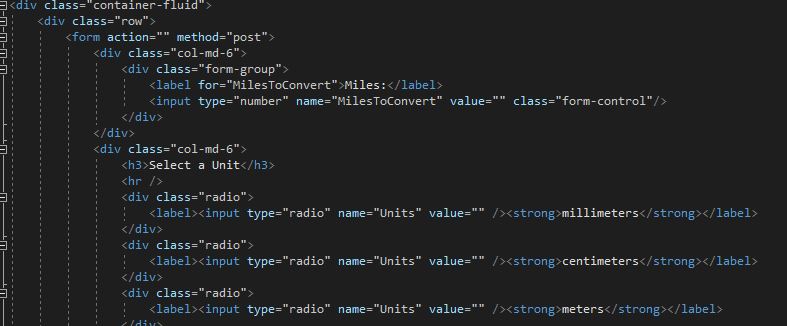 <div class="container-fluid">
<div class="row">
<form action="" method="post">
<div class="col-md-6">
<div class="form-group">
<label for="MilesToConvert">Miles:</label>
<input type="number" name="MilesToConvert" value="" class="form-control"/>
</div>
</div>
<div class="col-md-6">
<h3>Select a Unit</h3>
<hr />
<div class="radio">
<label><input type="radio" name="Units" value="" /><strong>millimeters</strong></label>
</div>
<div class="radio">
<label><input type="radio" name="Units" value="" /><strong>centimeters</strong></label>
</div>
<div class="radio">
<label><input type="radio" name="Units" value="" /><strong>meters</strong></label>
</div>